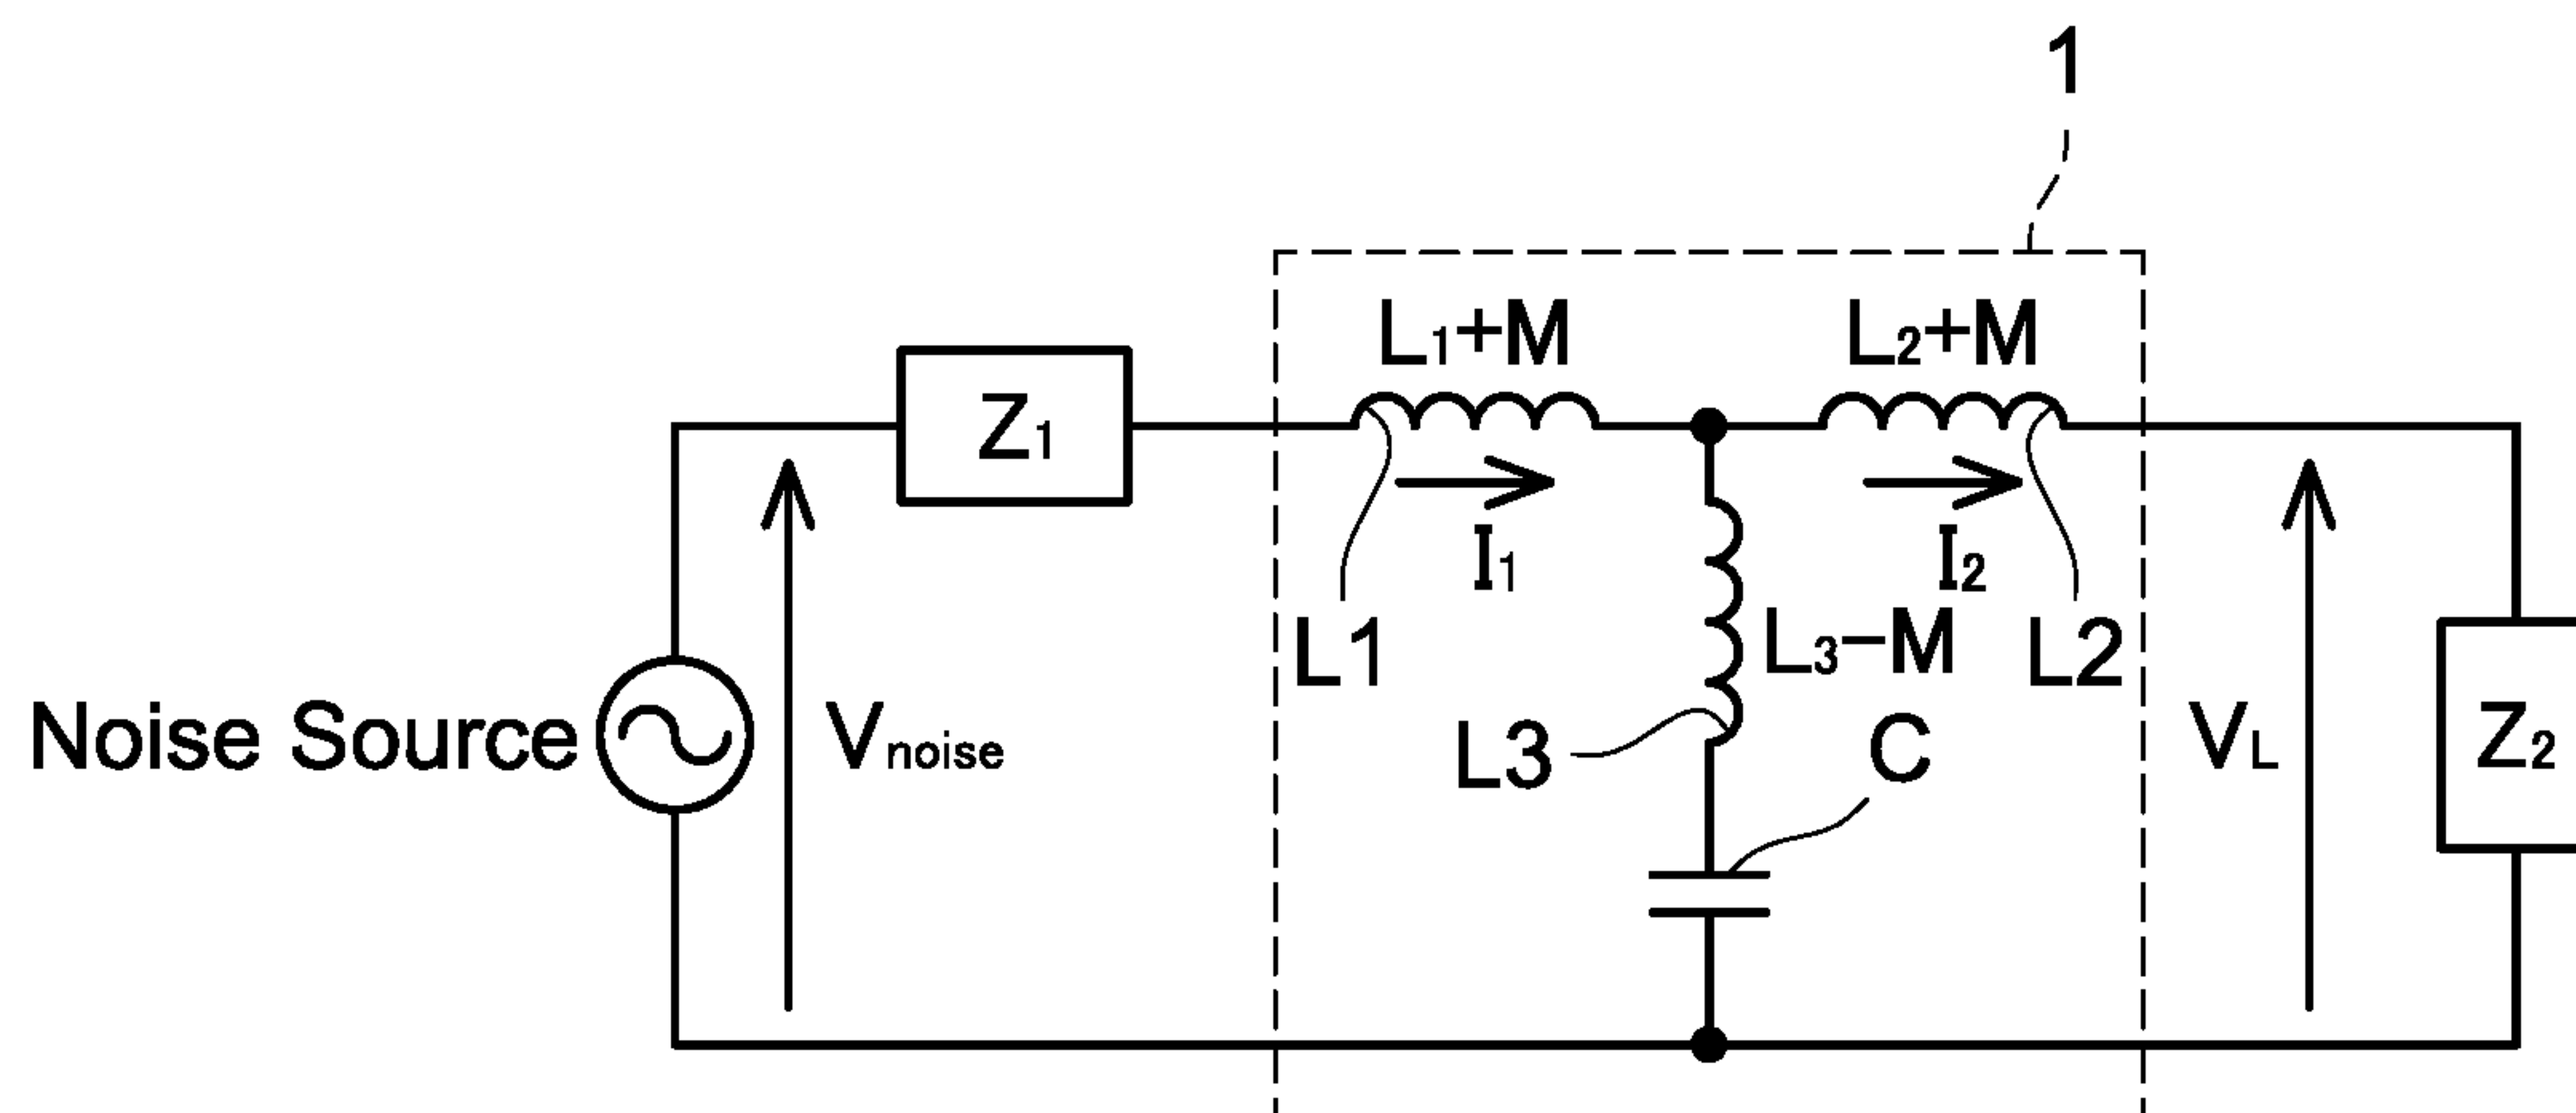 1
L₁+M
L₂+M
Z₁
I₁
I₂
L1
L₃−M
L2
Noise Source
Vnoise
L3
C
VL
Z₂